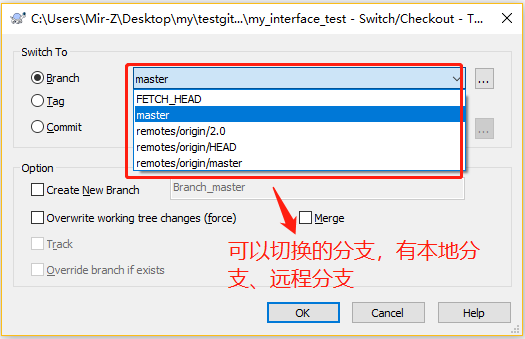 C:\Users\Mir-Z\Desktop\my\testgit...\my_interface_test - Switch/Checkout - T...
Switch To
Branch
master
...
Tag
FETCH_HEAD
master
Commit
remotes/origin/2.0
...
remotes/origin/HEAD
remotes/origin/master
Option
Create New Branch
Branch_master
Overwrite working tree changes (force)
Merge
Track
Override branch if exists
可以切换的分支，有本地分
支、远程分支
OK
Cancel
Help